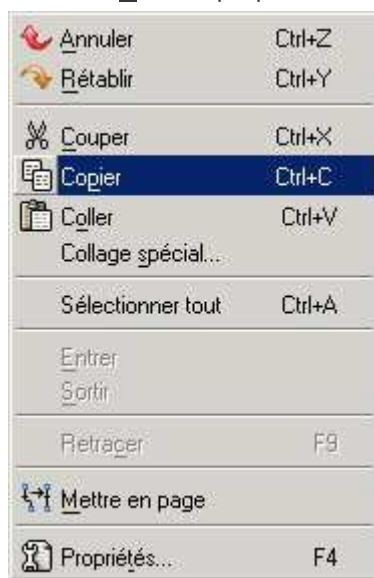 Annuler Ctrl+Z
Rétablir Ctrl+Y
Couper Ctrl+X
Copier Ctrl+C
Coller Ctrl+V
Collage spécial...
Sélectionner tout Ctrl+A
Entrer
Sortir
Retracer F9
Mettre en page
Propriétés... F4